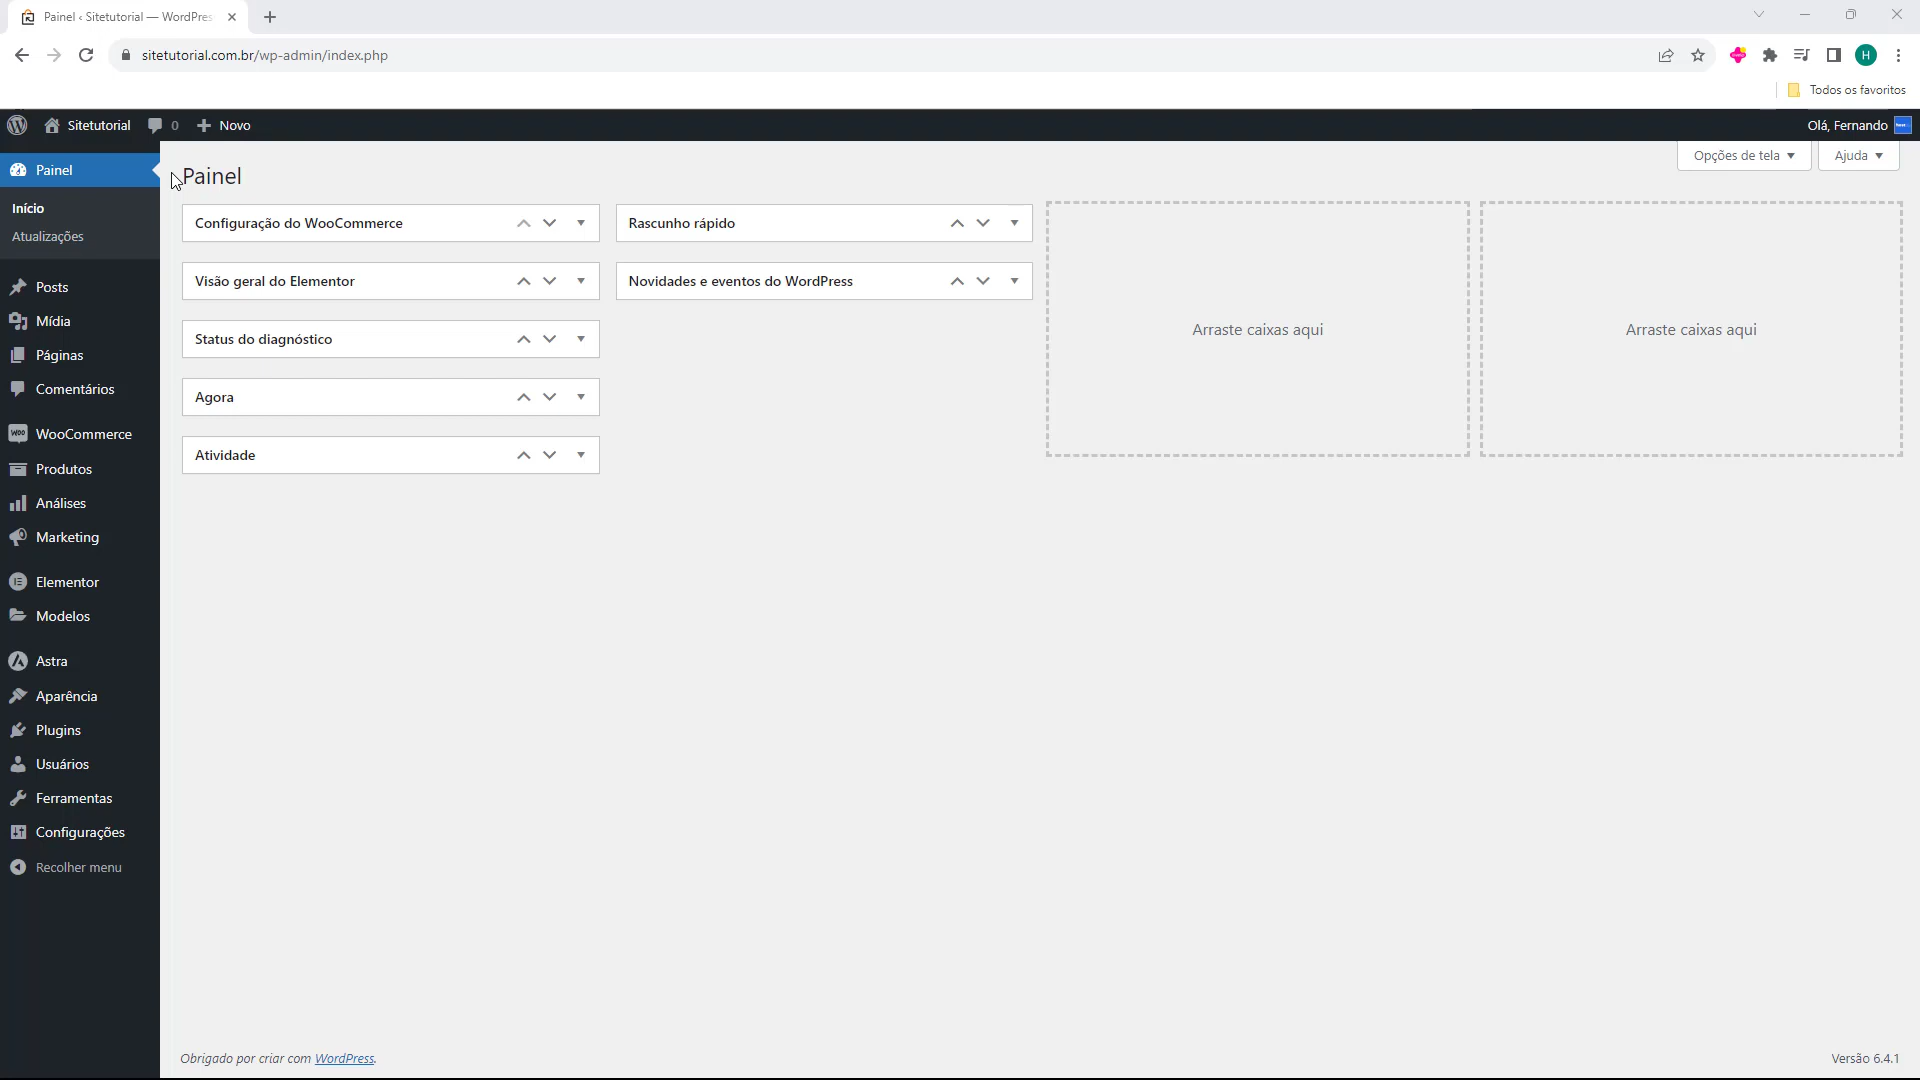 Painel ‹ Sitetutorial — WordPres
sitetutorial.com.br/wp-admin/index.php
H
Todos os favoritos
Sitetutorial
0
Novo
Olá, Fernando
Painel
Início
Atualizações
Posts
Mídia
Páginas
Comentários
WooCommerce
Produtos
Análises
Marketing
Elementor
Modelos
Astra
Aparência
Plugins
Usuários
Ferramentas
Configurações
Recolher menu
Opções de tela
Ajuda
Painel
Configuração do WooCommerce
Visão geral do Elementor
Status do diagnóstico
Agora
Atividade
Rascunho rápido
Novidades e eventos do WordPress
Arraste caixas aqui
Arraste caixas aqui
Obrigado por criar com WordPress.
Versão 6.4.1